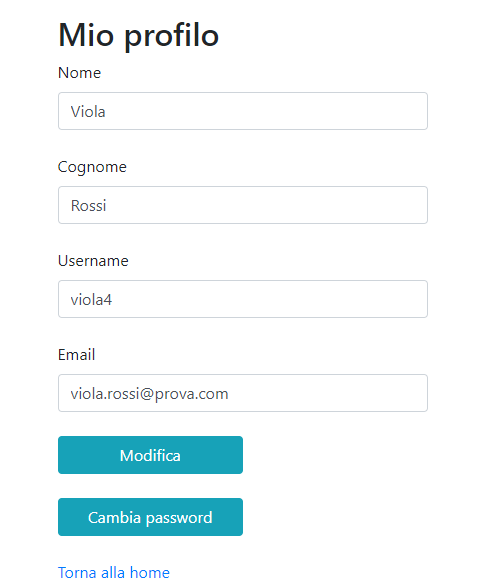 Mio profilo
Nome
Viola
Cognome
Rossi
Username
viola4
Email
viola.rossi@prova.com
Modifica
Cambia password
Torna alla home